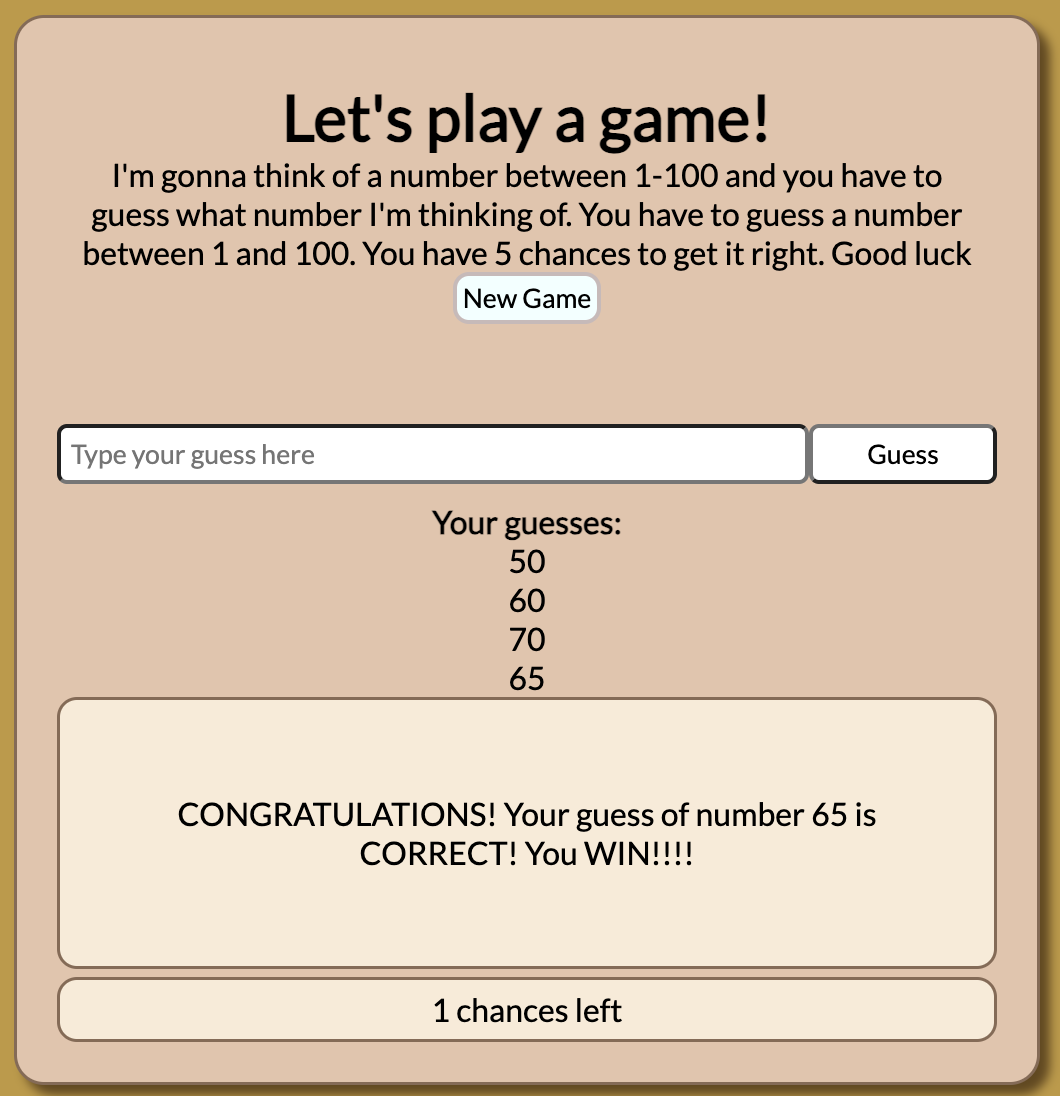 Let's play a game!
I'm gonna think of a number between 1-100 and you have to
guess what number I'm thinking of. You have to guess a number
between 1 and 100. You have 5 chances to get it right. Good luck
New Game
Type your guess here
Guess
Your guesses:
50
60
70
65
CONGRATULATIONS! Your guess of number 65 is
CORRECT! You WIN!!!!
1 chances left